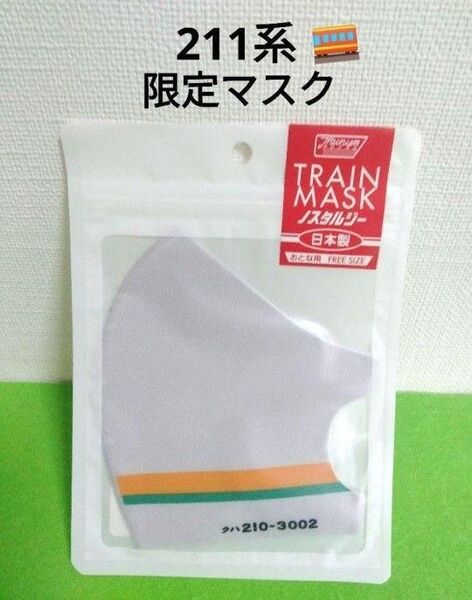 211系 🚃
限定マスク
Trainiam
TRAIN
MASK
ノスタルジー
日本製
おとな用 FREE SIZE
クハ210-3002